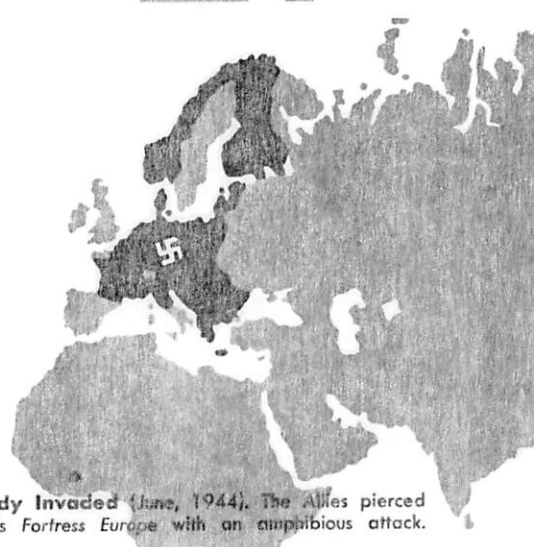 dy Invaded (June, 1944). The Allies pierced
s Fortress Europe with an amphibious attack.